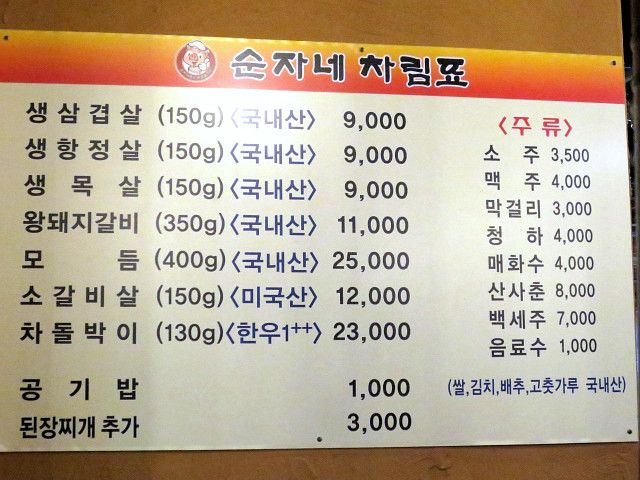 순자네 차림표
생삼겹살 (150g) <국내산> 9,000
생항정살 (150g) <국내산> 9,000
생목살 (150g) <국내산> 9,000
왕돼지갈비 (350g) <국내산> 11,000
모듬 (400g) <국내산> 25,000
소갈비살 (150g) <미국산> 12,000
차돌박이 (130g) <한우1++> 23,000
공기밥 1,000
된장찌개 추가 3,000
<주류>
소주 3,500
맥주 4,000
막걸리 3,000
청하 4,000
매화수 4,000
산사춘 8,000
백세주 7,000
음료수 1,000
(쌀,김치,배추,고춧가루 국내산)